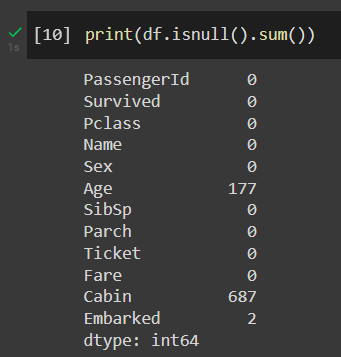 [10] print(df.isnull().sum())
1s
PassengerId 0
Survived 0
Pclass 0
Name 0
Sex 0
Age 177
SibSp 0
Parch 0
Ticket 0
Fare 0
Cabin 687
Embarked 2
dtype: int64